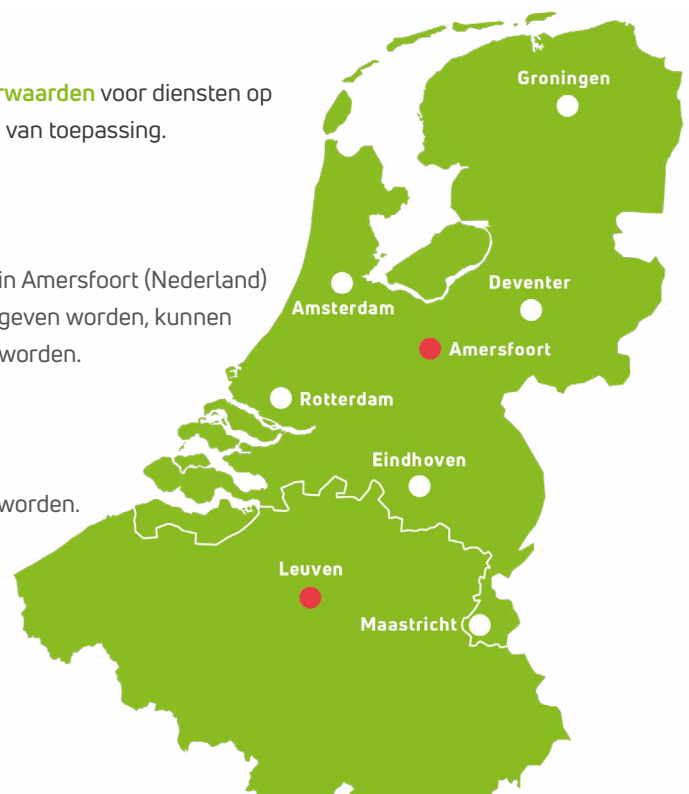 rwaarden voor diensten op
van toepassing.
in Amersfoort (Nederland)
geven worden, kunnen
worden.
worden.
Groningen
Deventer
Amsterdam
Amersfoort
Rotterdam
Eindhoven
Leuven
Maastricht